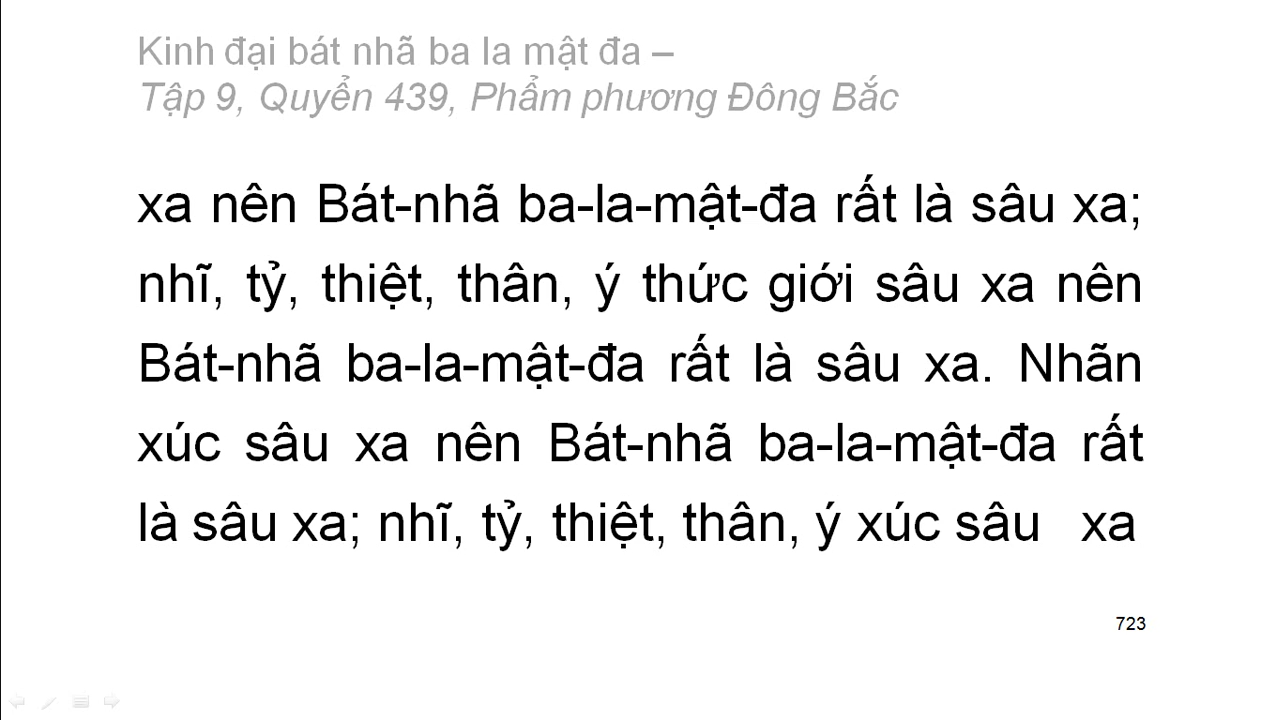 Kinh đại bát nhã ba la mật đa –
Tập 9, Quyển 439, Phẩm phương Đông Bắc
xa nên Bát-nhã ba-la-mật-đa rất là sâu xa;
nhĩ, tỷ, thiệt, thân, ý thức giới sâu xa nên
Bát-nhã ba-la-mật-đa rất là sâu xa. Nhãn
xúc sâu xa nên Bát-nhã ba-la-mật-đa rất
là sâu xa; nhĩ, tỷ, thiệt, thân, ý xúc sâu xa
723